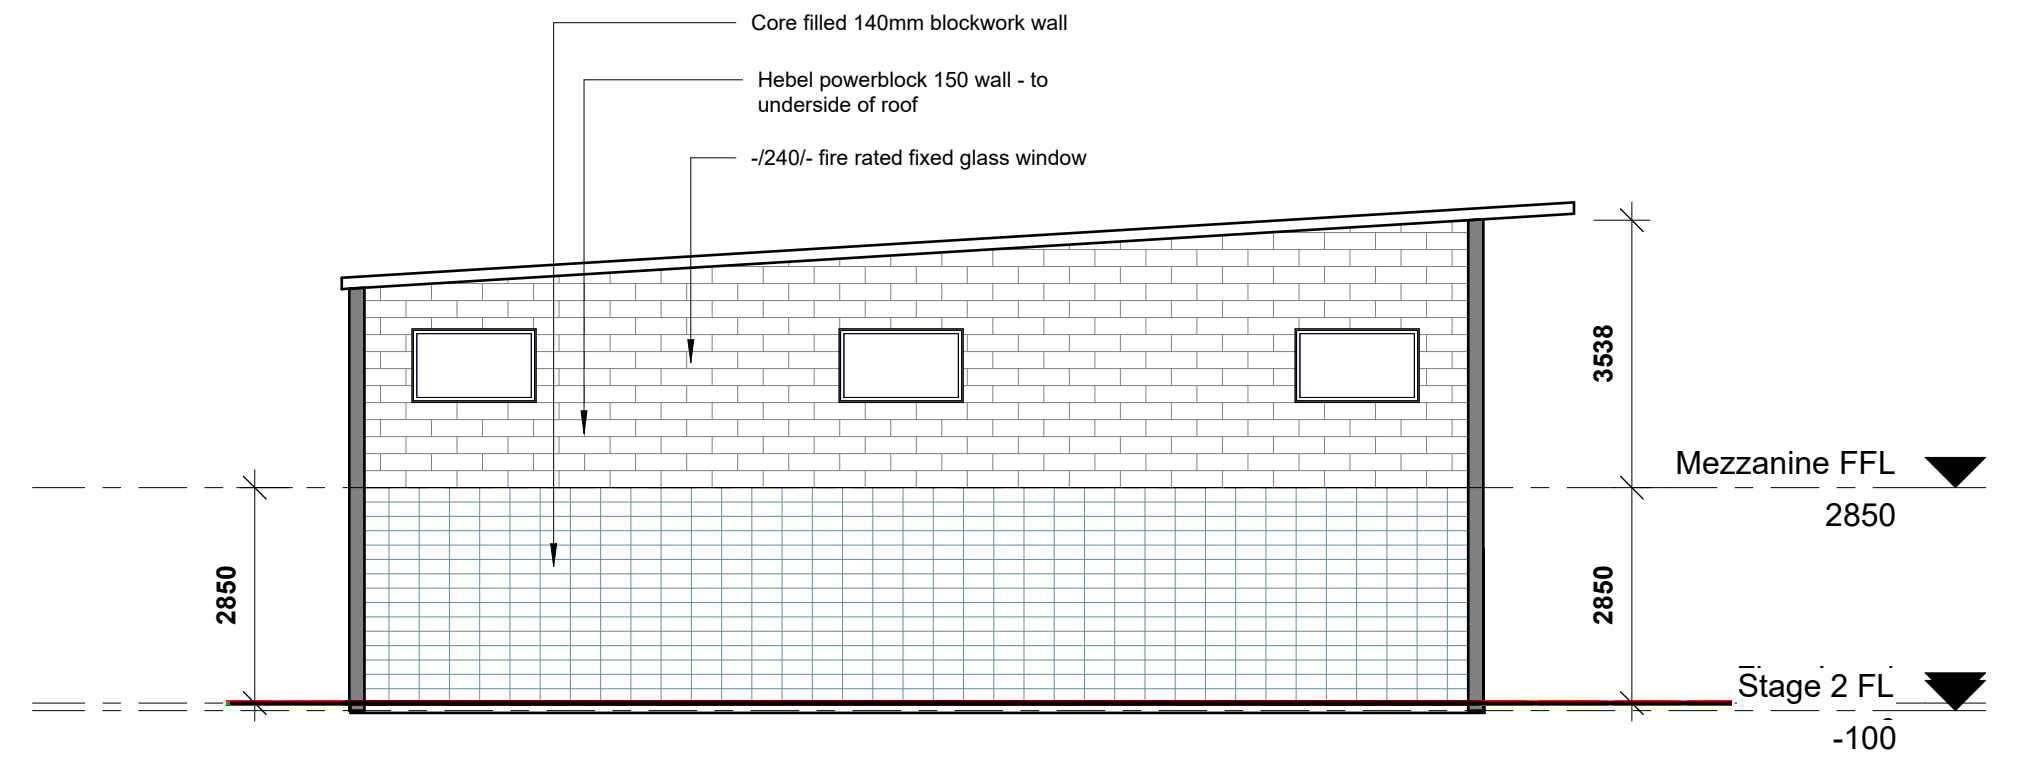 Core filled 140mm blockwork wall
Hebel powerblock 150 wall - to
underside of roof
-/240/- fire rated fixed glass window
3538
Mezzanine FFL
2850
2850
2850
Stage 2 FL
-100